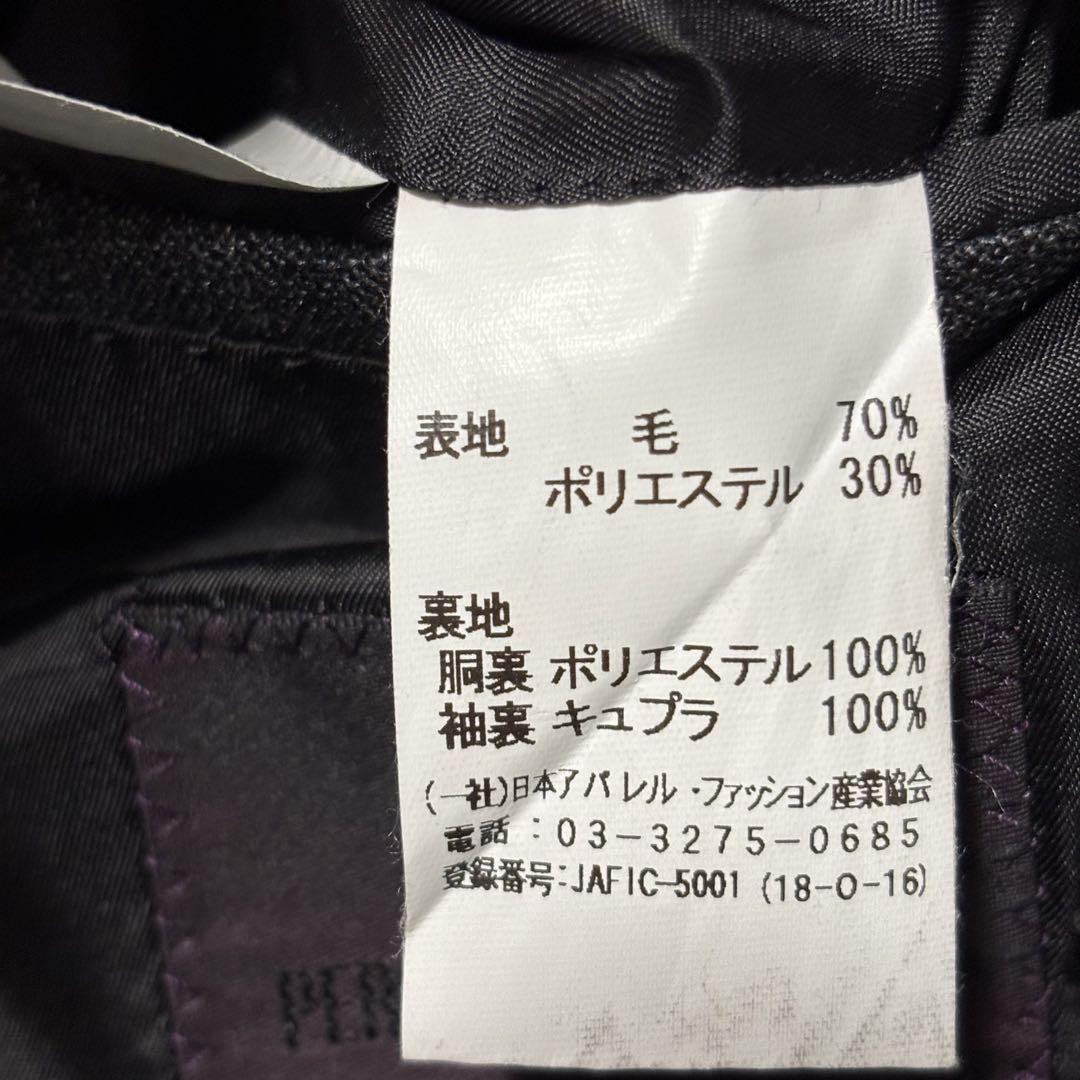 表地 毛 70%
ポリエステル 30%
裏地
胴裏 ポリエステル 100%
袖裏 キュプラ 100%
(一社)日本アパレル・ファッション産業協会
電話:03-3275-0685
登録番号:JAFIC-5001 (18-0-16)